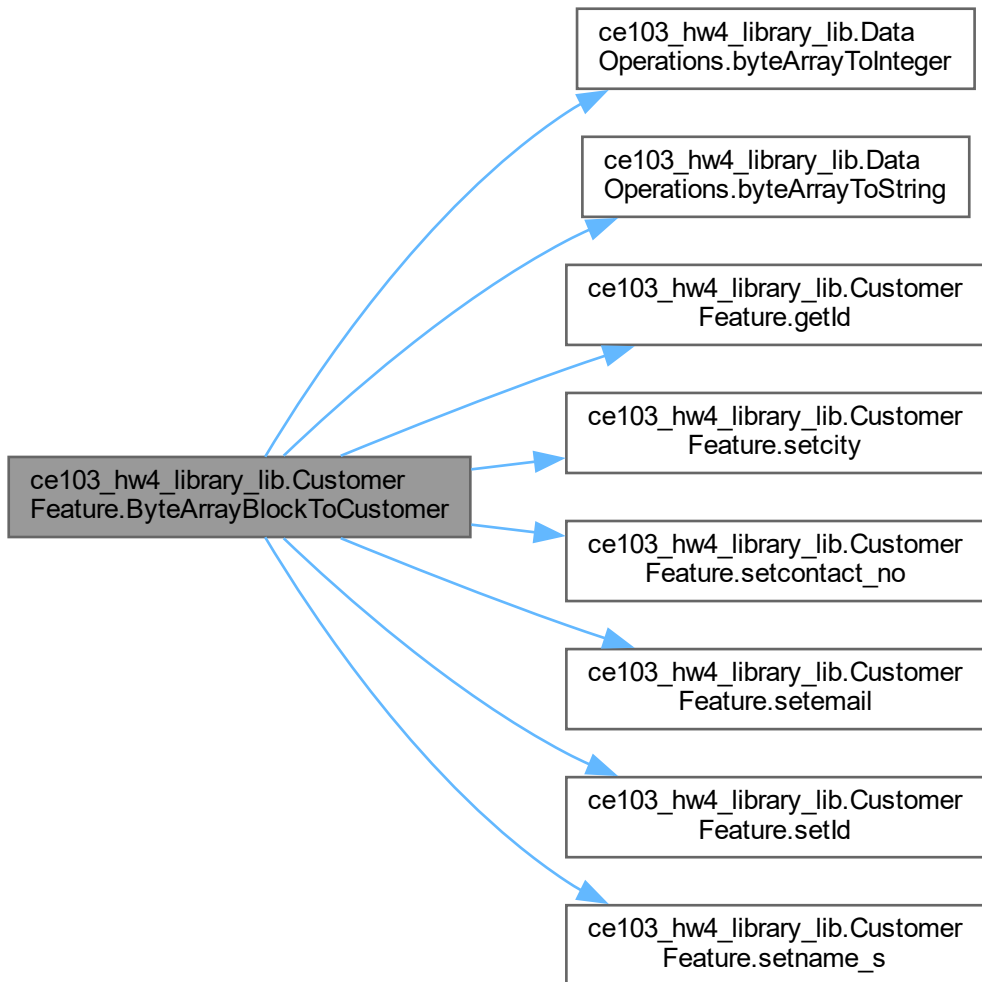 ce103_hw4_library_lib.Data
Operations.byteArrayToInteger
ce103_hw4_library_lib.Data
Operations.byteArrayToString
ce103_hw4_library_lib.Customer
Feature.getId
ce103_hw4_library_lib.Customer
Feature.setcity
ce103_hw4_library_lib.Customer
Feature.ByteArrayBlockToCustomer
ce103_hw4_library_lib.Customer
Feature.setcontact_no
ce103_hw4_library_lib.Customer
Feature.setemail
ce103_hw4_library_lib.Customer
Feature.setId
ce103_hw4_library_lib.Customer
Feature.setname_s